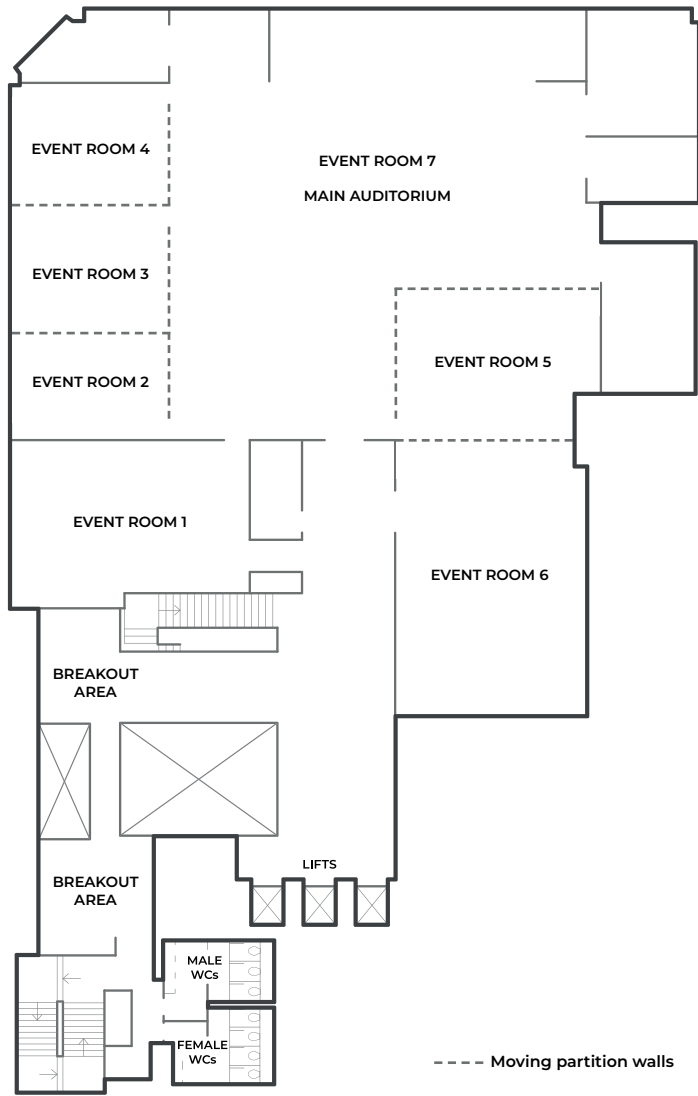 EVENT ROOM 4
EVENT ROOM 7
MAIN AUDITORIUM
EVENT ROOM 3
EVENT ROOM 2
EVENT ROOM 5
EVENT ROOM 1
EVENT ROOM 6
BREAKOUT
AREA
LIFTS
BREAKOUT
AREA
MALE
WCs
FEMALE
WCs
Moving partition walls